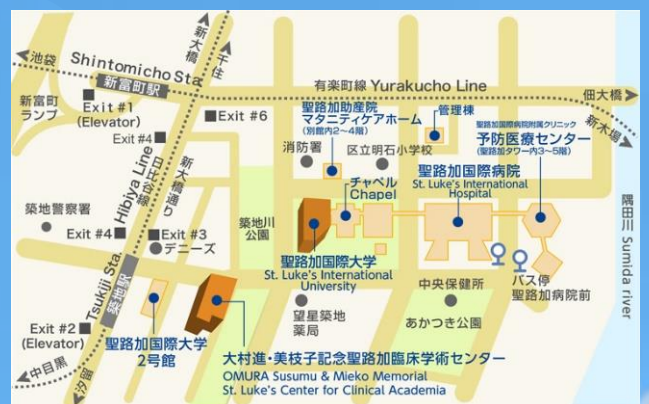 池袋
Shintomicho Sta.
新富町駅
新大橋
千住
有楽町線 Yurakucho Line
佃大橋
新木場
新富町
ランプ
Exit #1
(Elevator)
Exit #6
Exit #4
Hibiya Line
日比谷線
新大橋通り
聖路加助産院
マタニティケアホーム
(別館内2~4階)
消防署
区立明石小学校
管理棟
聖路加国際病院附属クリニック
予防医療センター
(聖路加タワー内3~5階)
チャペル
Chapel
聖路加国際病院
St. Luke's International
Hospital
築地警察署
Exit #4
Exit #3
デニーズ
築地川
公園
聖路加国際大学
St. Luke's International
University
隅田川 Sumida river
バス停
聖路加病院前
中央保健所
あかつき公園
望星築地
薬局
Tsukiji Sta.
築地駅
Exit #2
(Elevator)
聖路加国際大学
2号館
大村進・美枝子記念聖路加臨床学術センター
OMURA Susumu & Mieko Memorial
St. Luke's Center for Clinical Academia
中目黒
汐留